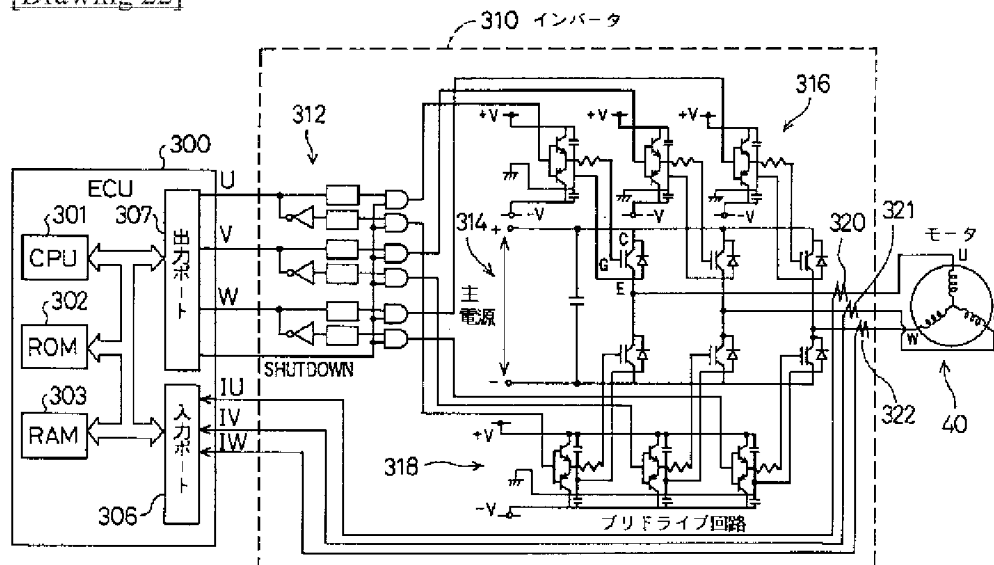 [Drawing 22]
310 インバータ
312
316
300
ECU
301
CPU
302
ROM
303
RAM
307
出力ポート
306
入力ポート
U
V
W
SHUTDOWN
IU
IV
IW
+V
+V
+V
-V
-V
-V
314
+
主電源
-
C
G
E
320
321
322
モータ
U
W
40
318
+V
-V
プリドライブ回路